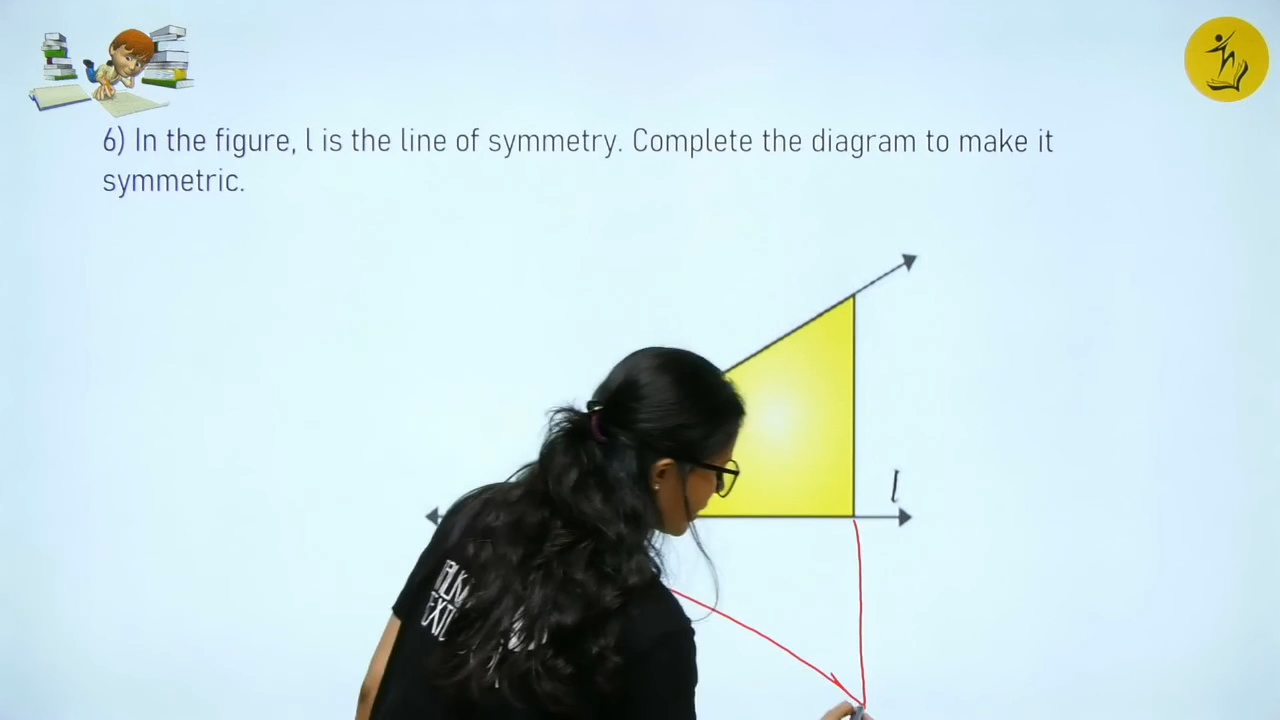 6) In the figure, l is the line of symmetry. Complete the diagram to make it
symmetric.
l